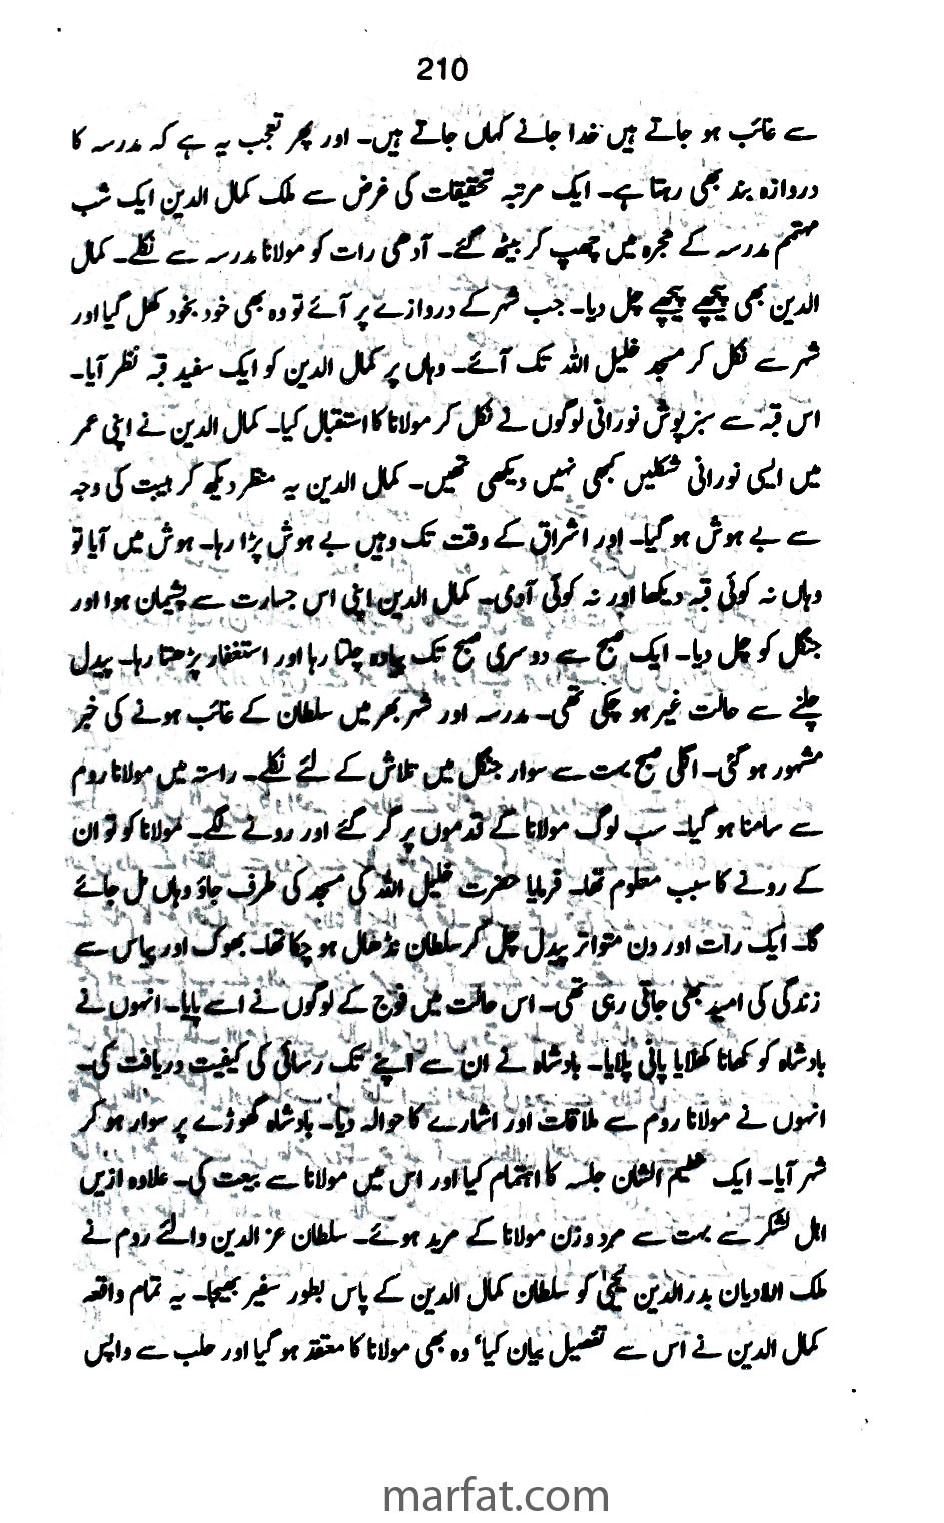 210
سے غائب ہو جاتے ہیں خدا جانے کہاں جاتے ہیں۔ اور پھر تعجب یہ ہے کہ مدرسہ کا
دروازہ بند بھی رہتا ہے۔ ایک مرتبہ تحقیقات کی غرض سے ملک کمال الدین ایک شب
مہتمم مدرسہ کے حجرہ میں چھپ کر بیٹھ گئے۔ آدھی رات کو مولانا مدرسہ سے نکلے۔ کمال
الدین بھی پیچھے پیچھے چل دیا۔ جب شہر کے دروازے پر آئے تو وہ بھی خود بخود کھل گیا اور
شہر سے نکل کر مسجد خلیل اللہ تک آئے۔ وہاں پر کمال الدین کو ایک سفید قبہ نظر آیا۔
اس قبہ سے سبز پوش نورانی لوگوں نے نکل کر مولانا کا استقبال کیا۔ کمال الدین نے اپنی عمر
میں ایسی نورانی شکلیں کبھی نہیں دیکھی تھیں۔ کمال الدین یہ منظر دیکھ کر ہیبت کی وجہ
سے بے ہوش ہو گیا۔ اور اشراق کے وقت تک وہیں بے ہوش پڑا رہا۔ ہوش میں آیا تو
وہاں نہ کوئی قبہ دیکھا اور نہ کوئی آدمی۔ کمال الدین اپنی اس جسارت سے پشیمان ہوا اور
جنگل کو چل دیا۔ ایک صبح سے دوسری صبح تک پیادہ چلتا رہا اور استغفار پڑھتا رہا۔ پیدل
چلنے سے حالت غیر ہو چکی تھی۔ مدرسہ اور شہر بھر میں سلطان کے غائب ہونے کی خبر
مشہور ہو گئی۔ اگلی صبح بہت سے سوار جنگل میں تلاش کے لئے نکلے۔ راستہ میں مولانا روم
سے سامنا ہو گیا۔ سب لوگ مولانا کے قدموں پر گر گئے اور رونے لگے۔ مولانا کو تو ان
کے رونے کا سبب معلوم تھا۔ فرمایا حضرت خلیل اللہ کی مسجد کی طرف جاؤ وہاں مل جائے
گا۔ ایک رات اور دن متواتر پیدل چل کر سلطان نڈھال ہو چکا تھا۔ بھوک اور پیاس سے
زندگی کی امید بھی جاتی رہی تھی۔ اس حالت میں فوج کے لوگوں نے اسے پایا۔ انہوں نے
بادشاہ کو کھانا کھلایا پانی پلایا۔ بادشاہ نے ان سے اپنے تک رسائی کی کیفیت دریافت کی۔
انہوں نے مولانا روم سے ملاقات اور اشارے کا حوالہ دیا۔ بادشاہ گھوڑے پر سوار ہو کر
شہر آیا۔ ایک عظیم الشان جلسہ کا اہتمام کیا اور اس میں مولانا سے بیعت کی۔ علاوہ ازیں
اہل لشکر سے بہت سے مرد و زن مولانا کے مرید ہوئے۔ سلطان عز الدین والئے روم نے
ملک الادیان بدر الدین یحییٰ کو سلطان کمال الدین کے پاس بطور سفیر بھیجا۔ یہ تمام واقعہ
کمال الدین نے اس سے تفصیل بیان کیا، وہ بھی مولانا کا معتقد ہو گیا اور حلب سے واپس
marfat.com